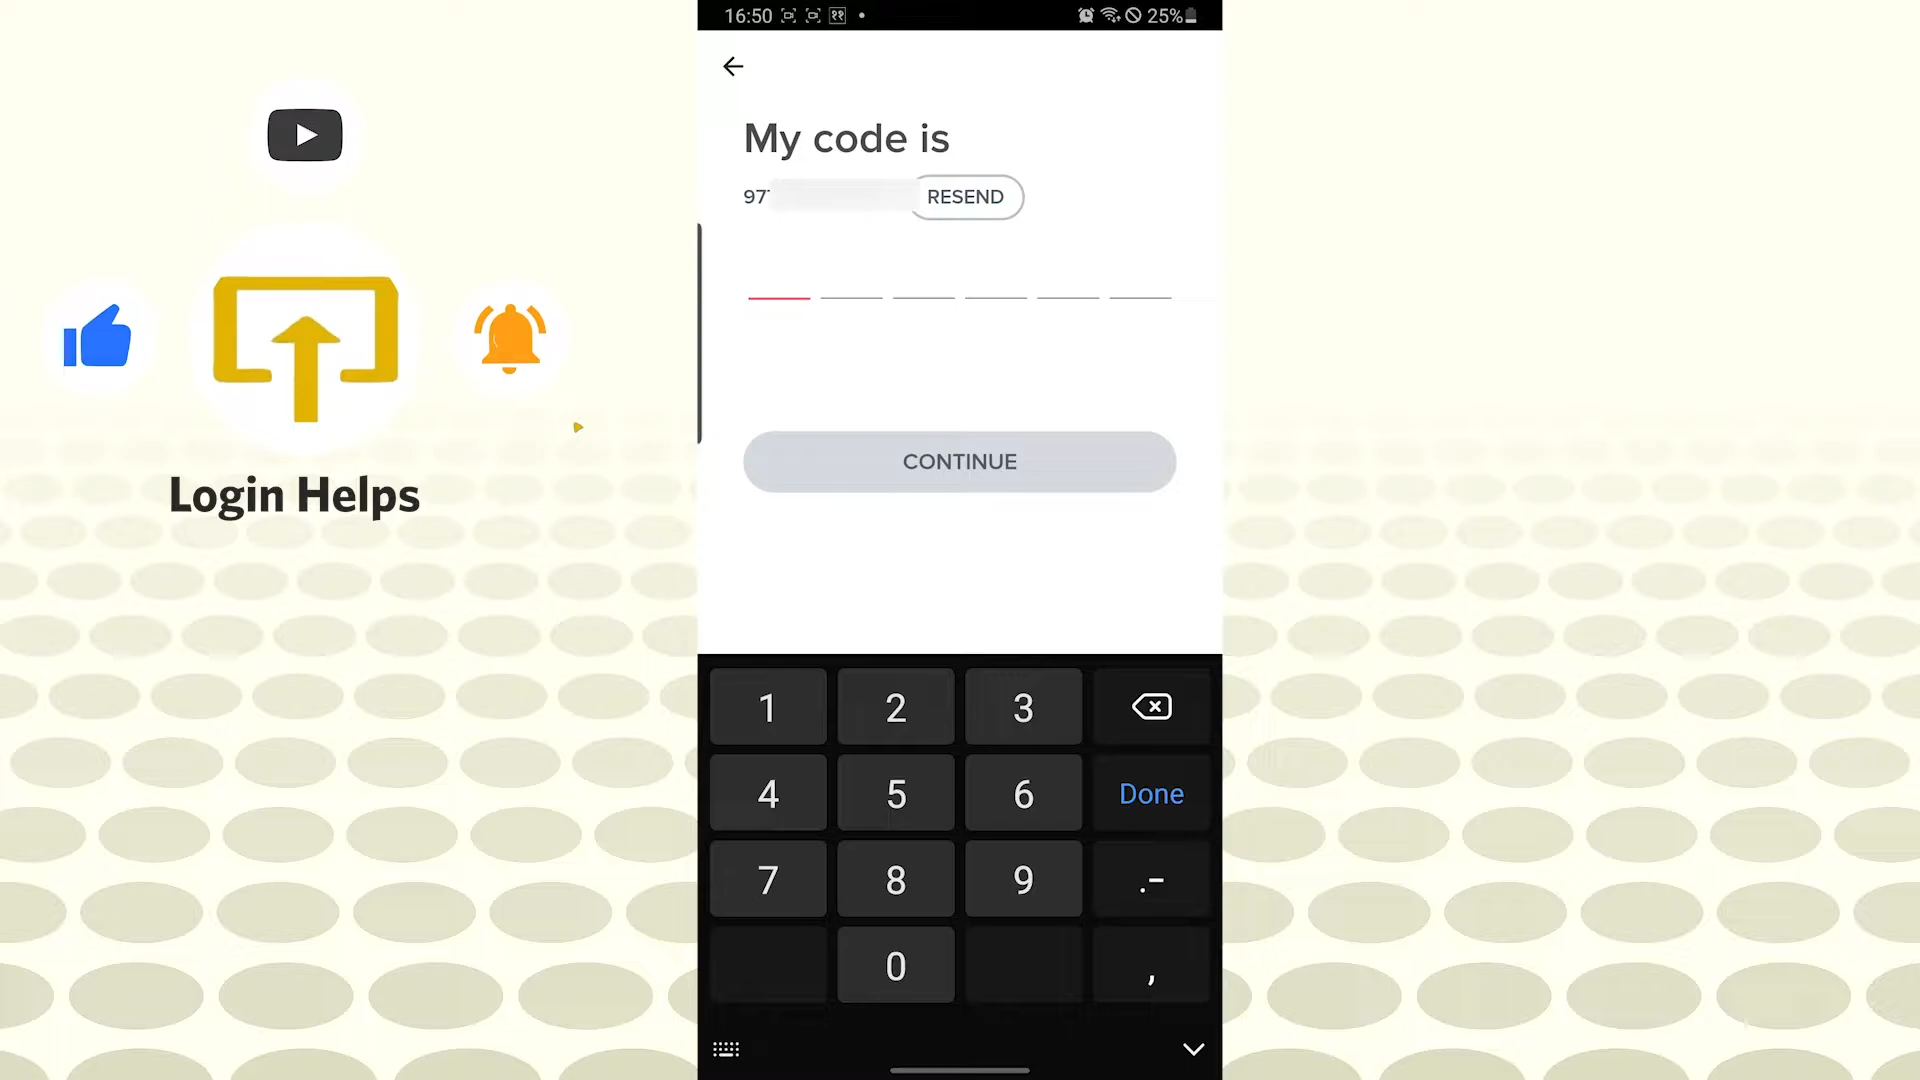 16:50
25%
My code is
97
RESEND
CONTINUE
Login Helps
1 2 3
4 5 6 Done
7 8 9 .-
0 ,